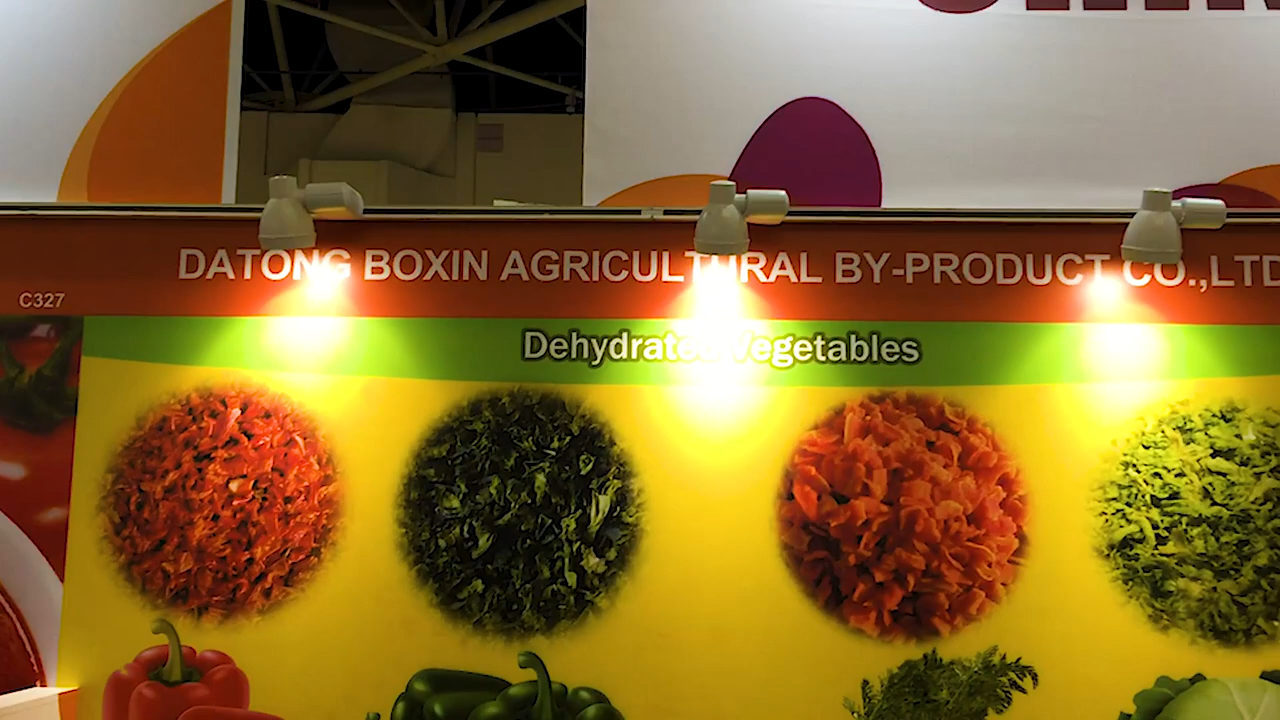 DATONG BOXIN AGRICULTURAL BY-PRODUCT CO.,LTD
C327
Dehydrated Vegetables